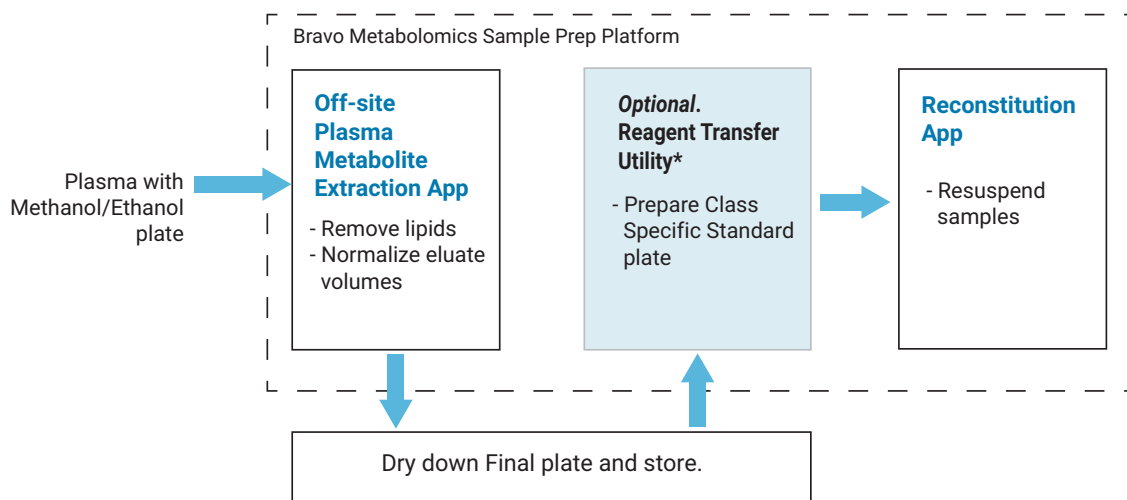 Bravo Metabolomics Sample Prep Platform
Plasma with
Methanol/Ethanol
plate
Off-site
Plasma
Metabolite
Extraction App
- Remove lipids
- Normalize eluate
volumes
Optional.
Reagent Transfer
Utility*
- Prepare Class
Specific Standard
plate
Reconstitution
App
- Resuspend
samples
Dry down Final plate and store.